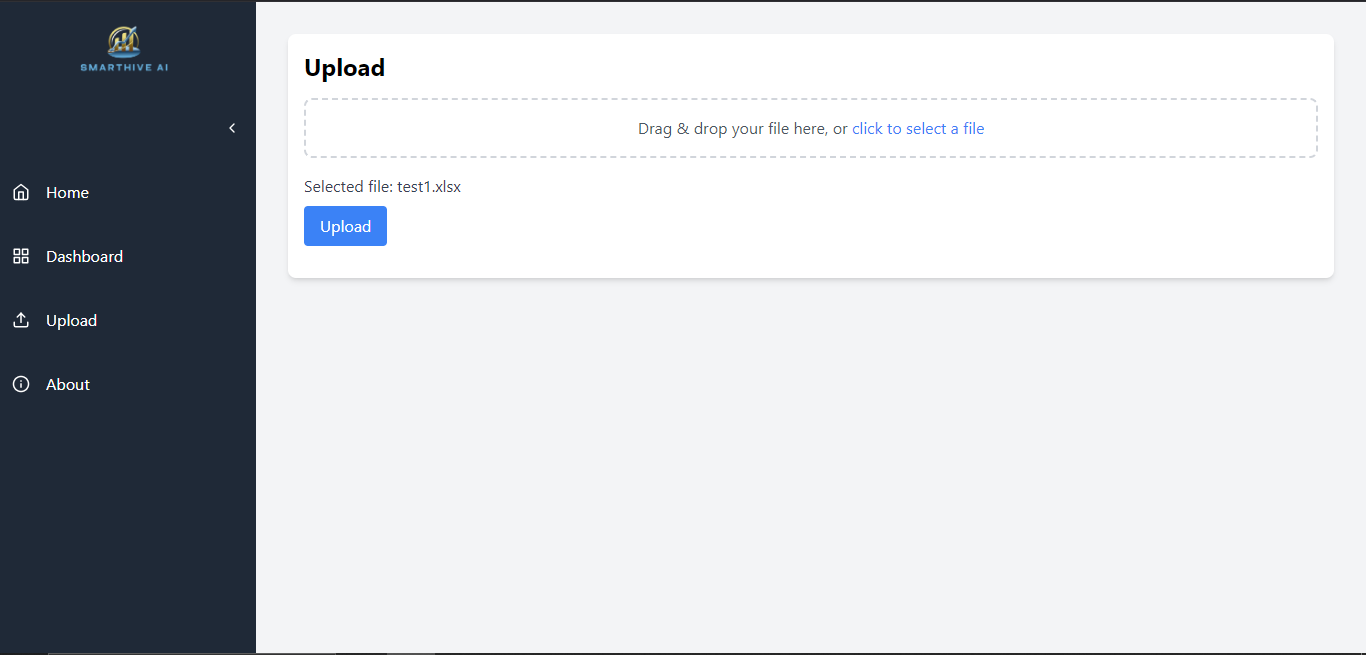 SMARTHIVE AI
Home
Dashboard
Upload
About
Upload
Drag & drop your file here, or click to select a file
Selected file: test1.xlsx
Upload